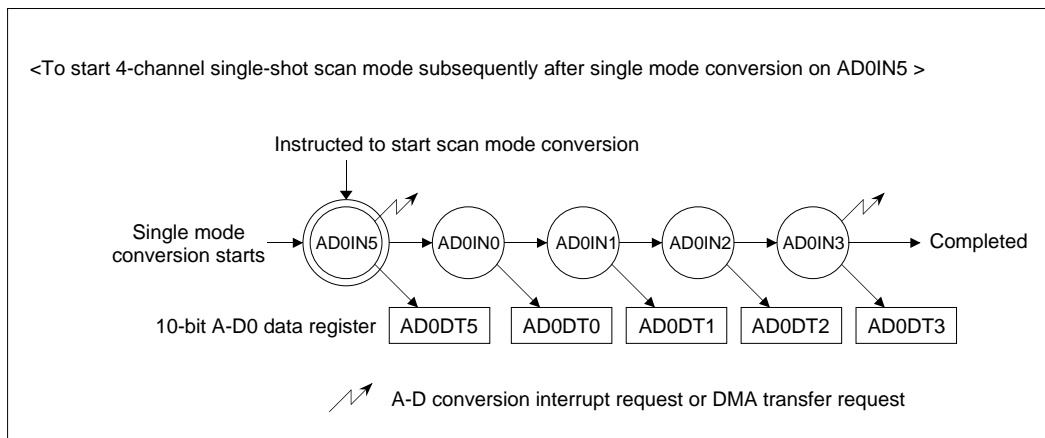 <To start 4-channel single-shot scan mode subsequently after single mode conversion on AD0IN5 >
Instructed to start scan mode conversion
Single mode
conversion starts
AD0IN5
AD0IN0
AD0IN1
AD0IN2
AD0IN3
Completed
10-bit A-D0 data register
AD0DT5
AD0DT0
AD0DT1
AD0DT2
AD0DT3
A-D conversion interrupt request or DMA transfer request